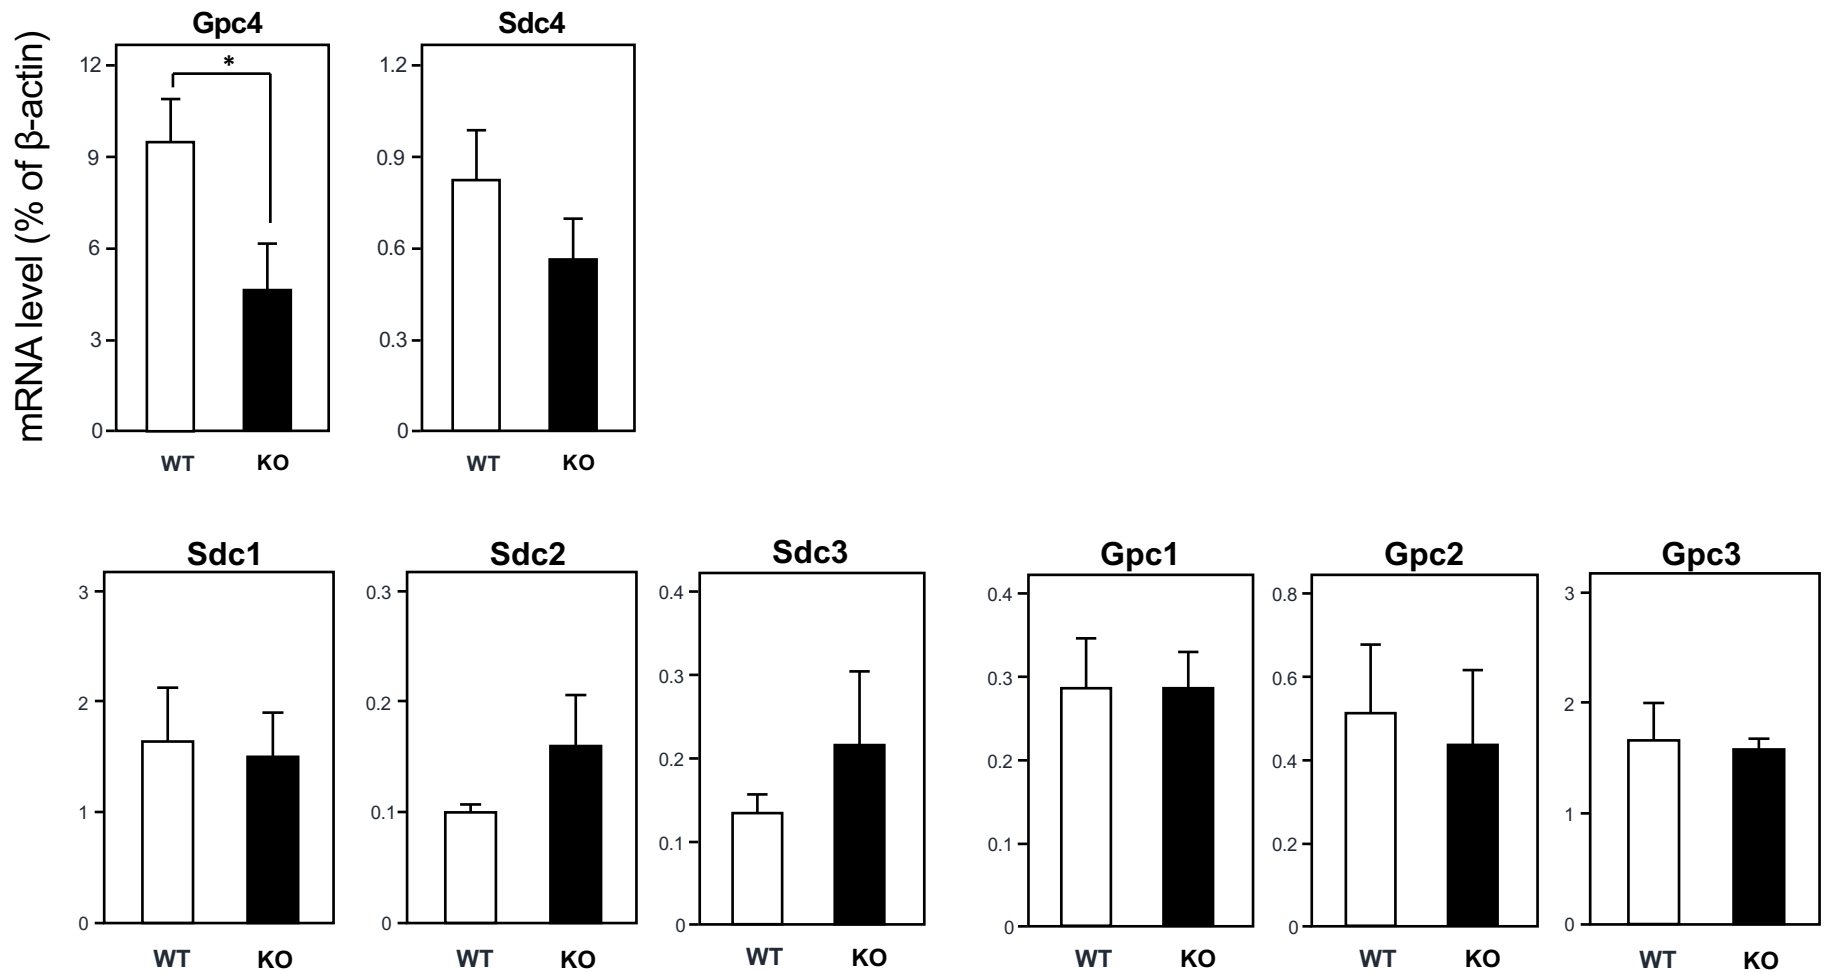 Gpc4
Sdc4
mRNA level (% of β-actin)
12
9
6
3
0
*
WT
KO
1.2
0.9
0.6
0.3
0
WT
KO
Sdc1
Sdc2
Sdc3
Gpc1
Gpc2
Gpc3
3
2
1
0
WT
KO
0.3
0.2
0.1
0
WT
KO
0.4
0.3
0.2
0.1
0
WT
KO
0.4
0.3
0.2
0.1
0
WT
KO
0.8
0.6
0.4
0.2
0
WT
KO
3
2
1
0
WT
KO